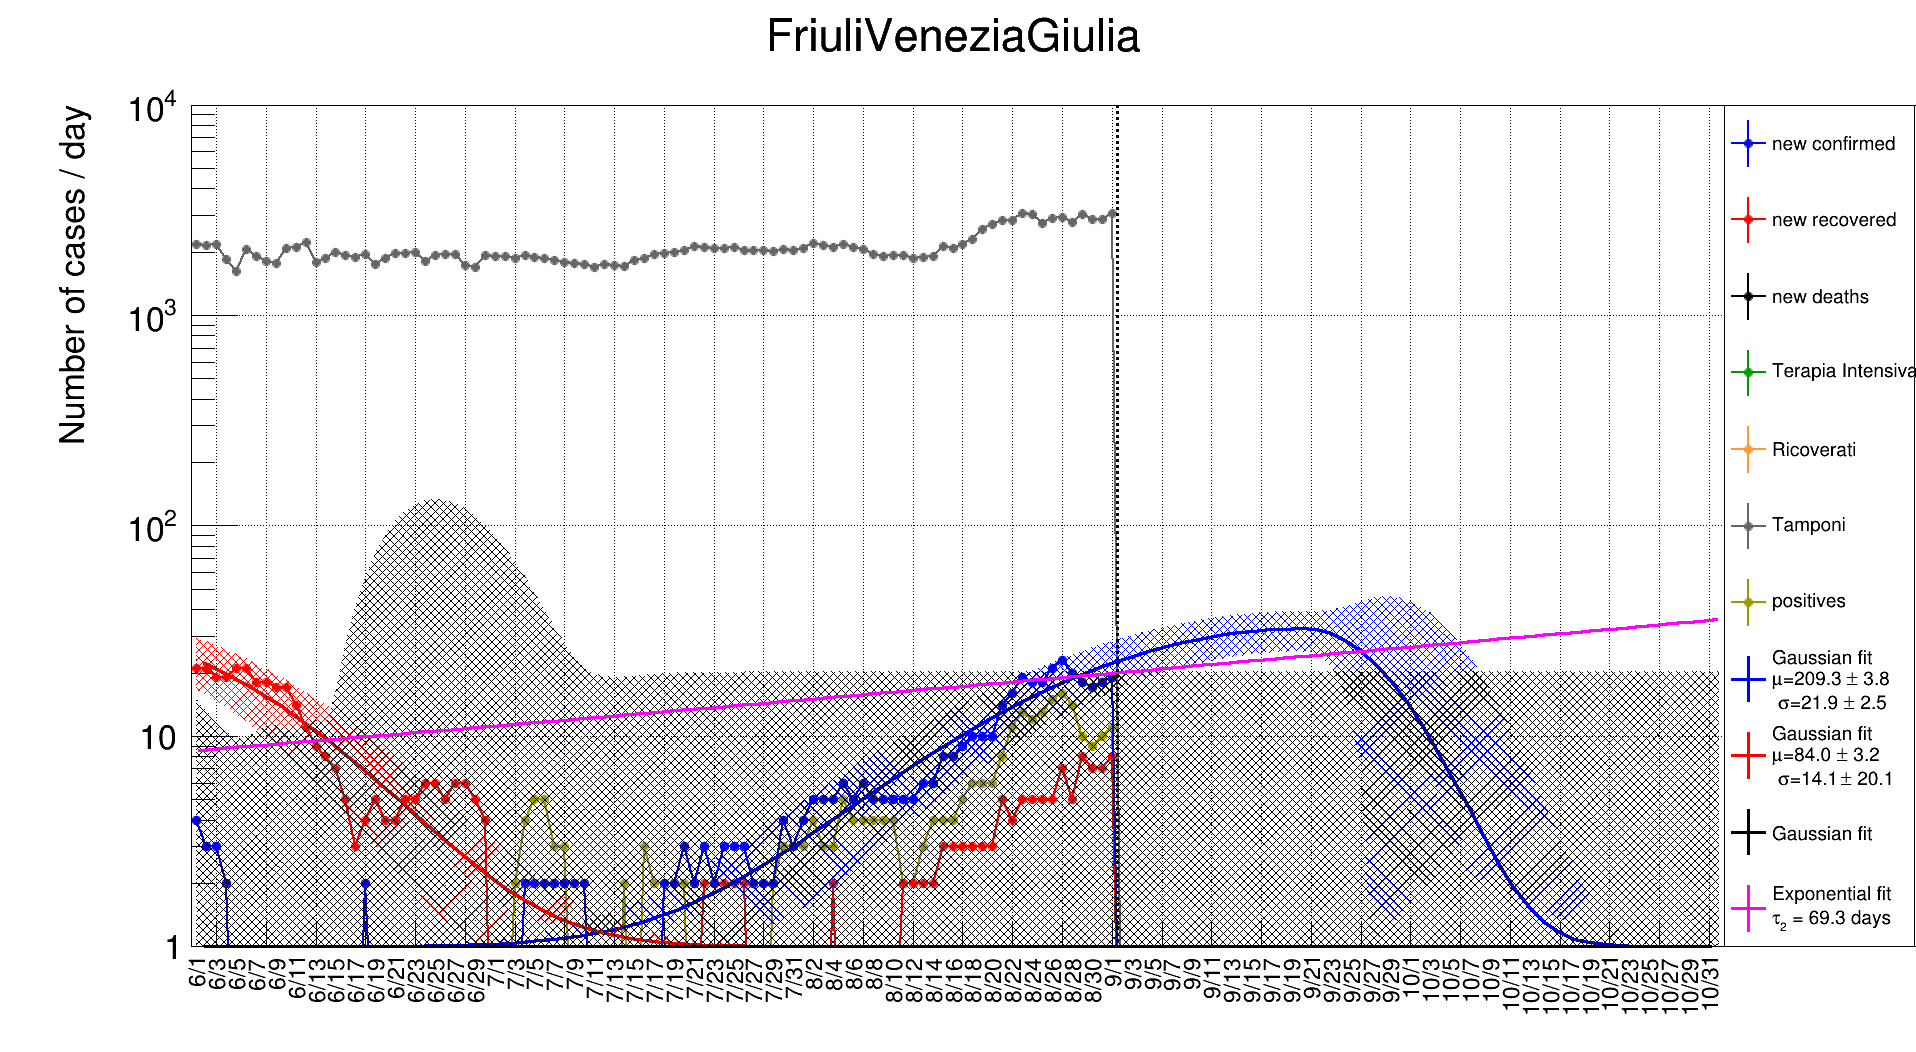 FriuliVeneziaGiulia
Number of cases / day
10^4
10^3
10^2
10
1
6/1 6/3 6/5 6/7 6/9 6/11 6/13 6/15 6/17 6/19 6/21 6/23 6/25 6/27 6/29 7/1 7/3 7/5 7/7 7/9 7/11 7/13 7/15 7/17 7/19 7/21 7/23 7/25 7/27 7/29 7/31 8/2 8/4 8/6 8/8 8/10 8/12 8/14 8/16 8/18 8/20 8/22 8/24 8/26 8/28 8/30 9/1 9/3 9/5 9/7 9/9 9/11 9/13 9/15 9/17 9/19 9/21 9/23 9/25 9/27 9/29 10/1 10/3 10/5 10/7 10/9 10/11 10/13 10/15 10/17 10/19 10/21 10/23 10/25 10/27 10/29 10/31
new confirmed
new recovered
new deaths
Terapia Intensiva
Ricoverati
Tamponi
positives
Gaussian fit
μ=209.3 ± 3.8
σ=21.9 ± 2.5
Gaussian fit
μ=84.0 ± 3.2
σ=14.1 ± 20.1
Gaussian fit
Exponential fit
τ₂ = 69.3 days